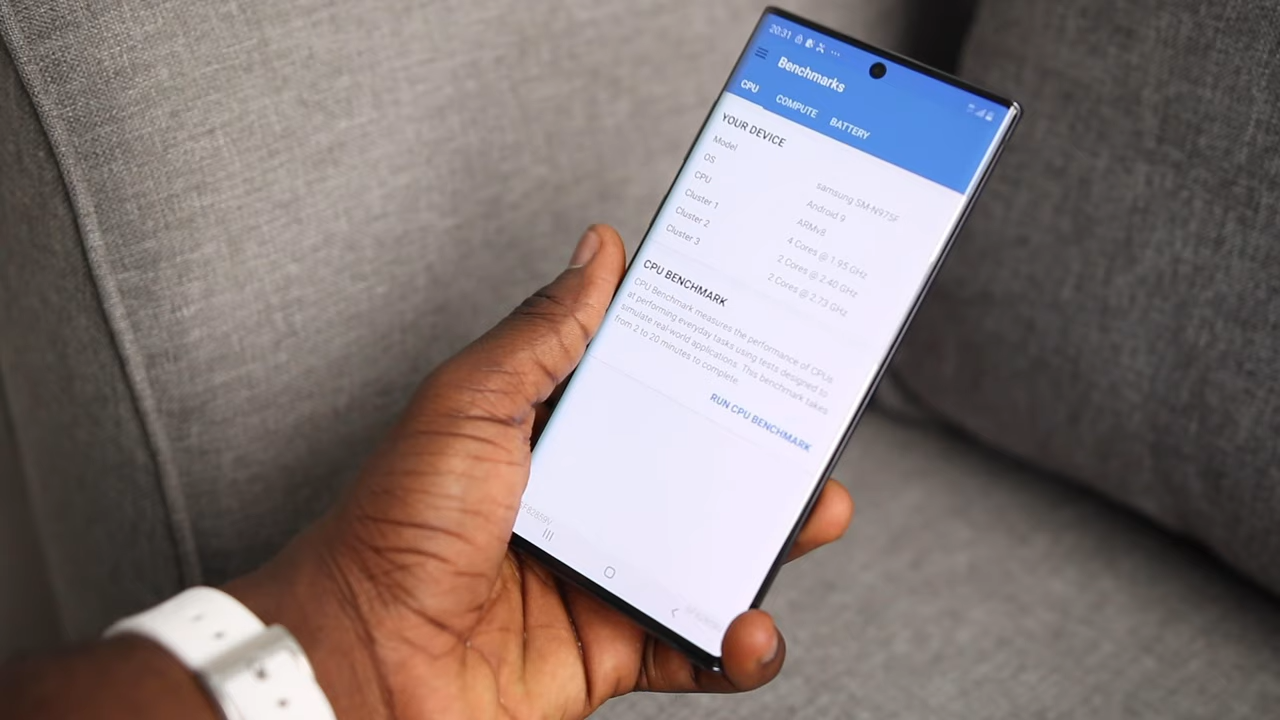 20:31
Benchmarks
CPU COMPUTE BATTERY
YOUR DEVICE
Model samsung SM-N975F
OS Android 9
CPU ARMv8
Cluster 1 4 Cores @ 1.95 GHz
Cluster 2 2 Cores @ 2.40 GHz
Cluster 3 2 Cores @ 2.73 GHz
CPU BENCHMARK
CPU Benchmark measures the performance of CPUs
at performing everyday tasks using tests designed to
simulate real-world applications. This benchmark takes
from 2 to 20 minutes to complete.
RUN CPU BENCHMARK